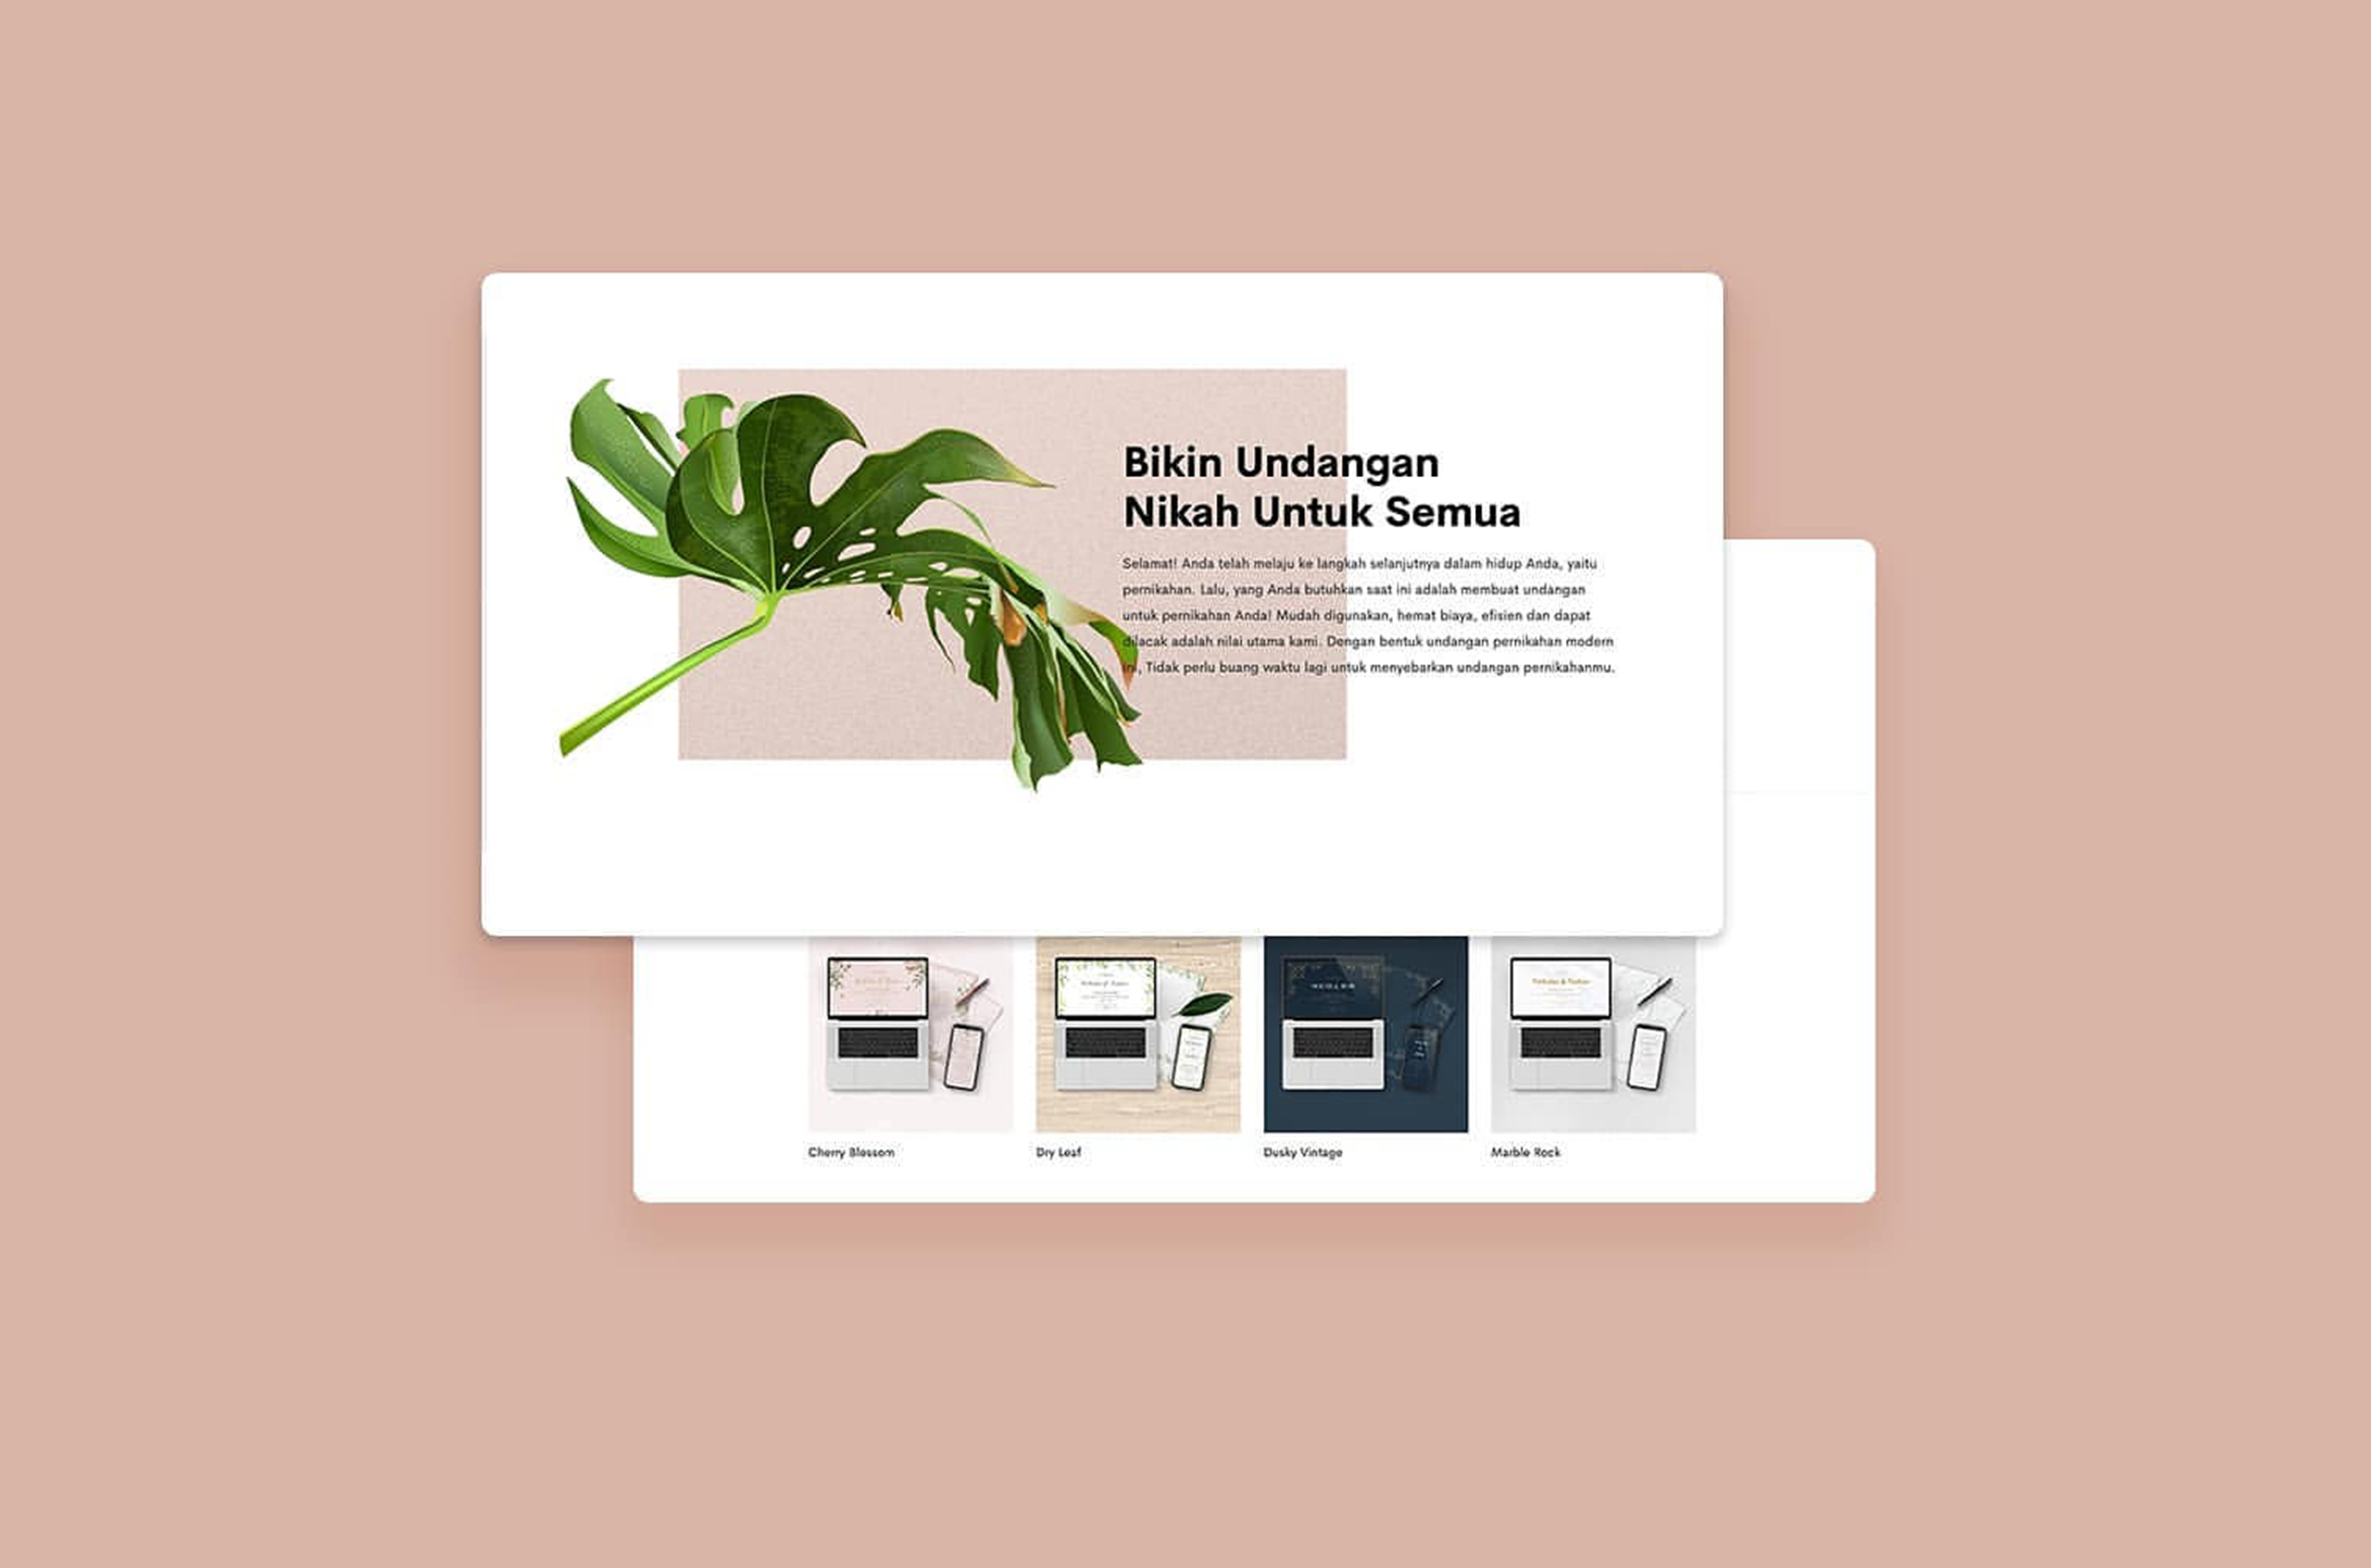 Bikin Undangan
Nikah Untuk Semua
Selamat! Anda telah melaju ke langkah selanjutnya dalam hidup Anda, yaitu
pernikahan. Lalu, yang Anda butuhkan saat ini adalah membuat undangan
untuk pernikahan Anda! Mudah digunakan, hemat biaya, efisien dan dapat
dilacak adalah nilai utama kami. Dengan bentuk undangan pernikahan modern
ini, Tidak perlu buang waktu lagi untuk menyebarkan undangan pernikahanmu.
Cherry Blossom
Dry Leaf
Dusky Vintage
Marble Rock